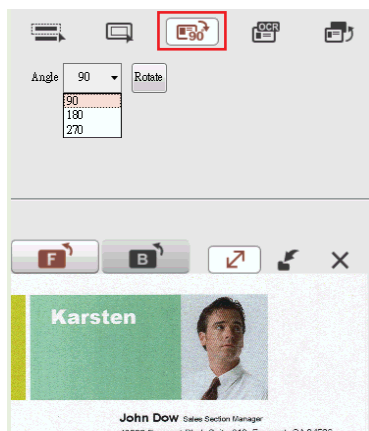 90
OCR
Angle 90 Rotate
90
180
270
F B
Karsten
John Dow Sales Section Manager